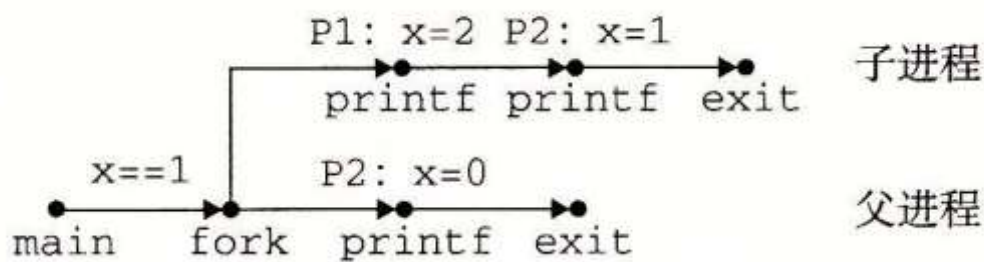 P1: x=2 P2: x=1
子进程
printf printf exit
x==1 P2: x=0
父进程
main fork printf exit